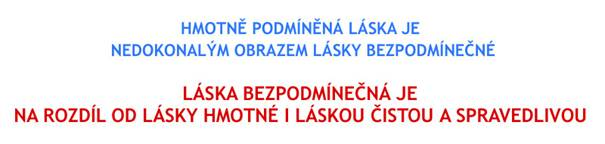 HMOTNĚ PODMÍNĚNÁ LÁSKA JE
NEDOKONALÝM OBRAZEM LÁSKY BEZPODMÍNEČNÉ
LÁSKA BEZPODMÍNEČNÁ JE
NA ROZDÍL OD LÁSKY HMOTNÉ I LÁSKOU ČISTOU A SPRAVEDLIVOU